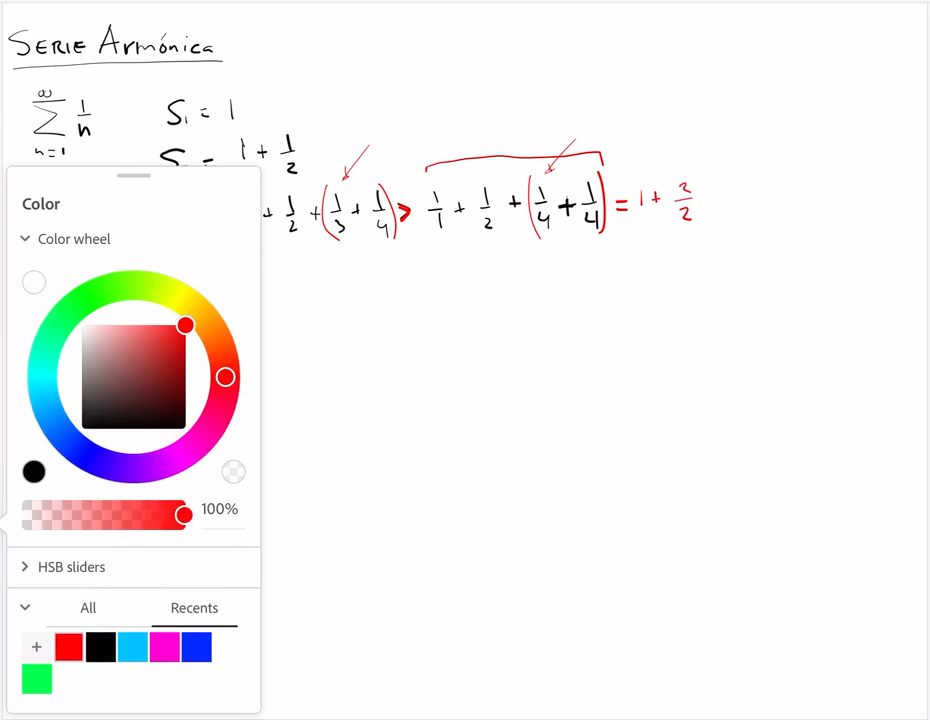 SERIE Armónica
∞
∑ 1/n
n=1
S₁ = 1
S = 1 + 1/2
+ 1/2 + (1/3 + 1/4) > 1/1 + 1/2 + (1/4 + 1/4) = 1 + 2/2
Color
Color wheel
100%
HSB sliders
All Recents
+